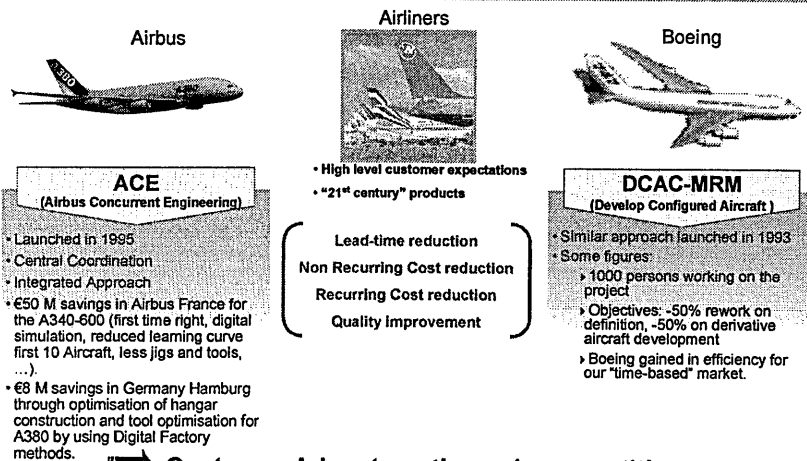 Airbus
Airliners
Boeing
A380
ACE
(Airbus Concurrent Engineering)
• Launched in 1995
• Central Coordination
• Integrated Approach
• €50 M savings in Airbus France for
the A340-600 (first time right, digital
simulation, reduced learning curve
first 10 Aircraft, less jigs and tools,
...).
• €8 M savings in Germany Hamburg
through optimisation of hangar
construction and tool optimisation for
A380 by using Digital Factory
methods.
• High level customer expectations
• "21st century" products
Lead-time reduction
Non Recurring Cost reduction
Recurring Cost reduction
Quality improvement
DCAC-MRM
(Develop Configured Aircraft )
• Similar approach launched in 1993
• Some figures:
▸ 1000 persons working on the
project
▸ Objectives: -50% rework on
definition, -50% on derivative
aircraft development
▸ Boeing gained in efficiency for
our "time-based" market.